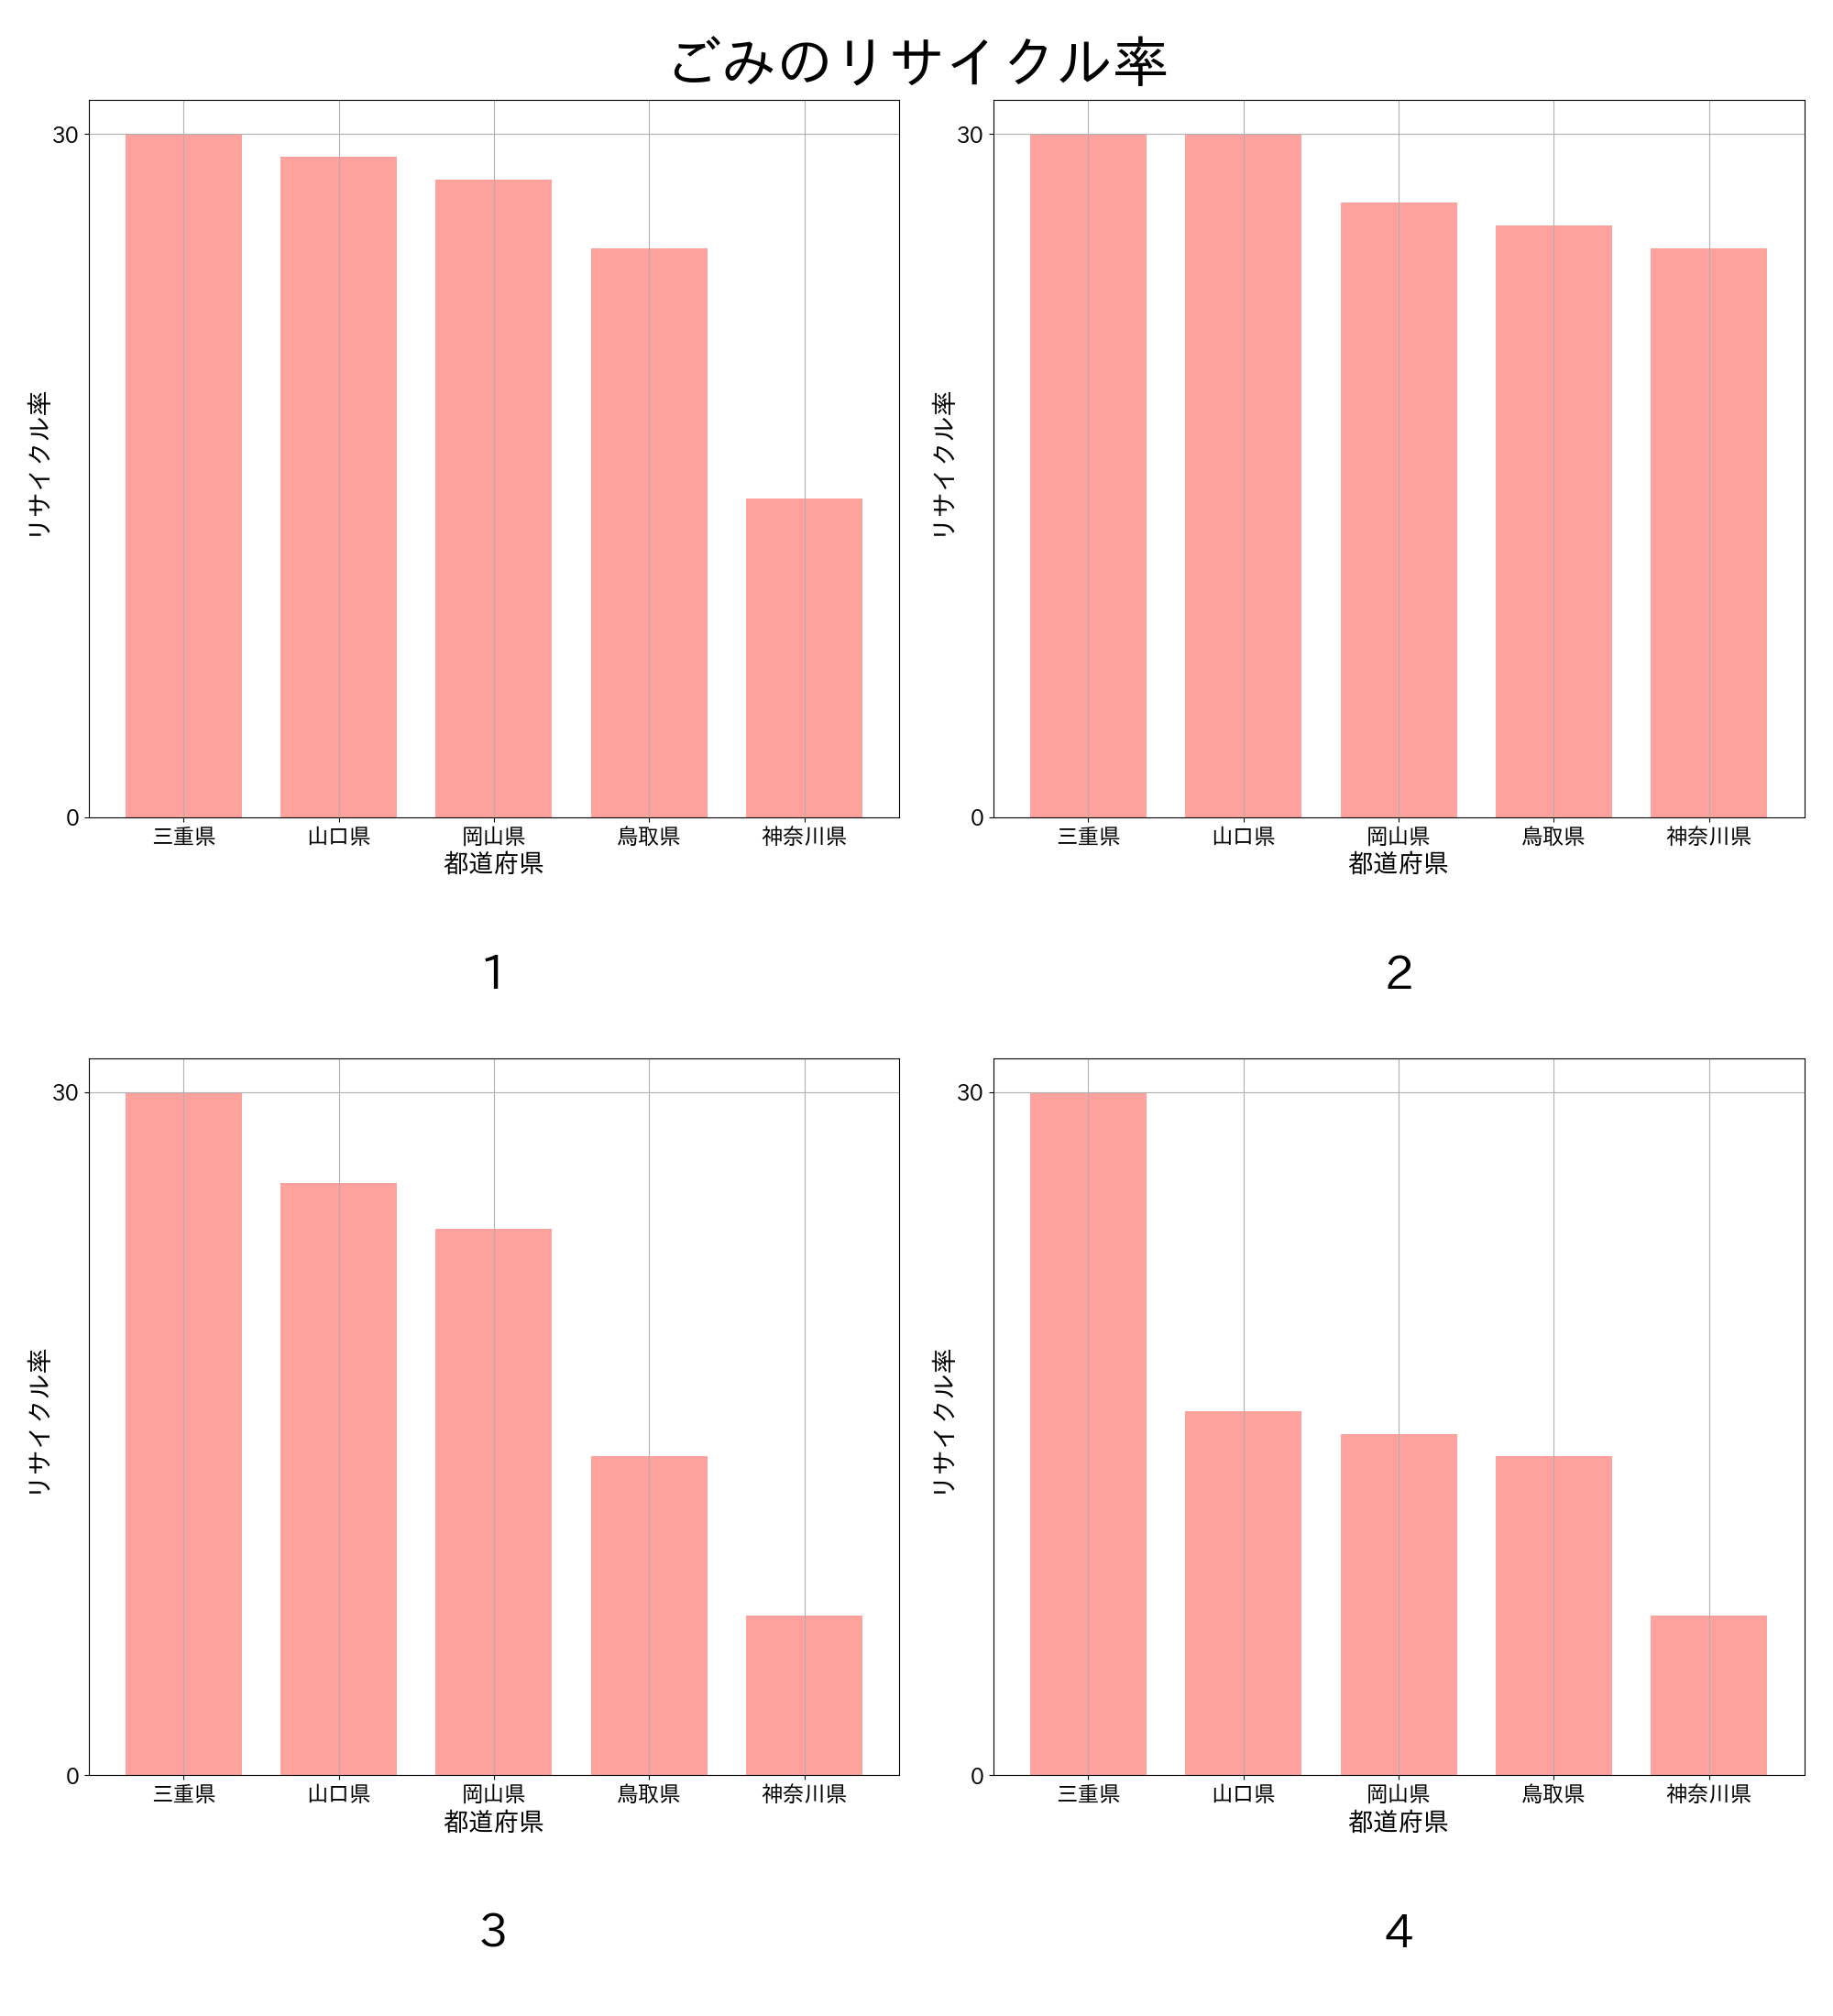 ごみのリサイクル率
30
0
リサイクル率
三重県 山口県 岡山県 鳥取県 神奈川県
都道府県
1
30
0
リサイクル率
三重県 山口県 岡山県 鳥取県 神奈川県
都道府県
2
30
0
リサイクル率
三重県 山口県 岡山県 鳥取県 神奈川県
都道府県
3
30
0
リサイクル率
三重県 山口県 岡山県 鳥取県 神奈川県
都道府県
4